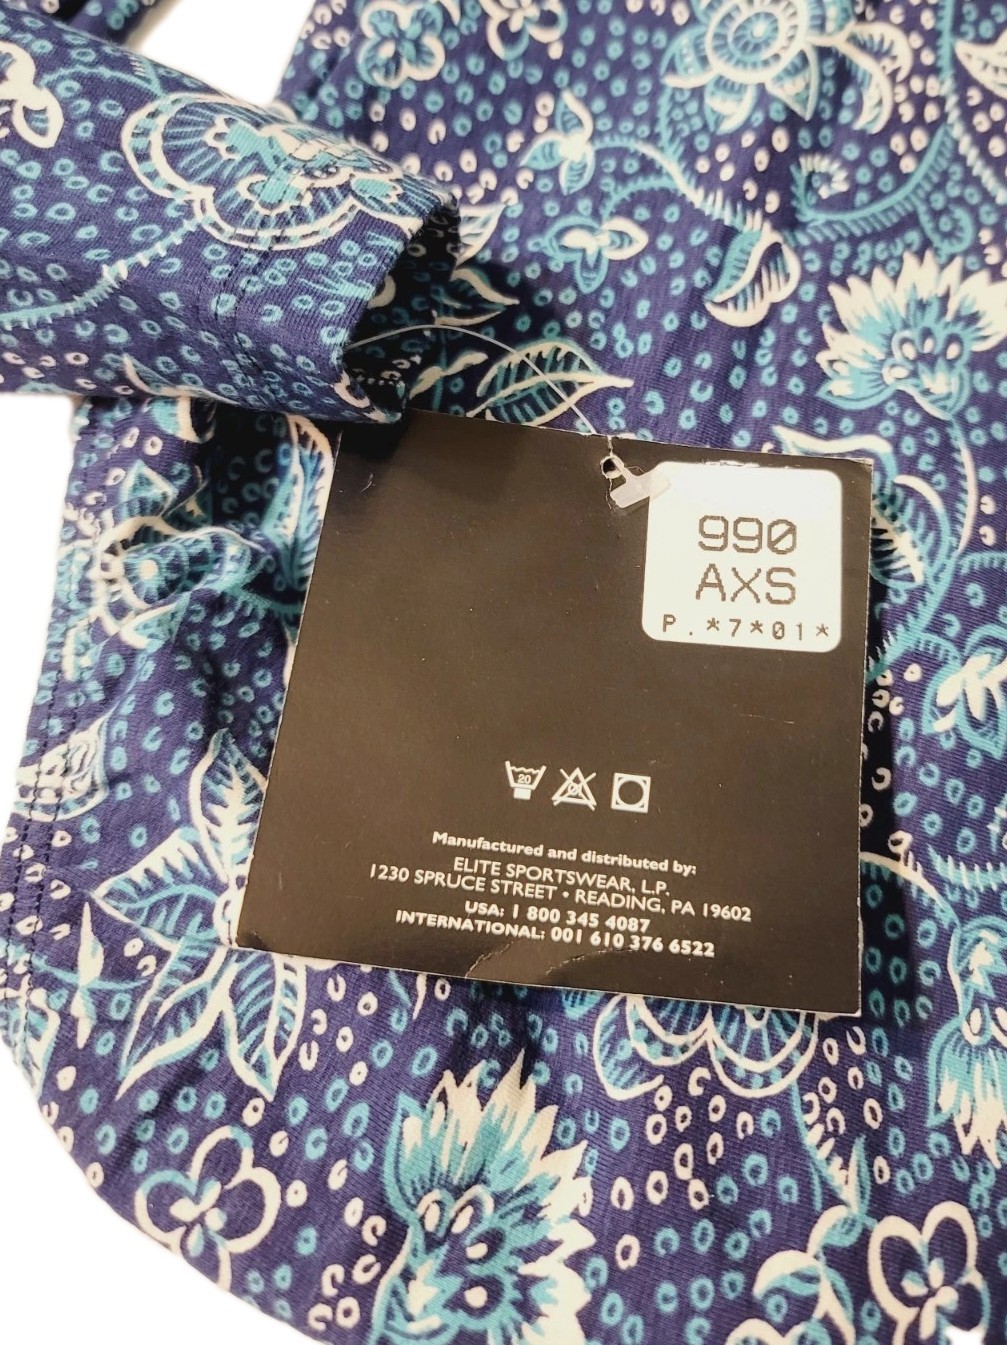 990
AXS
P.*7*01*
20
Manufactured and distributed by:
ELITE SPORTSWEAR, L.P.
1230 SPRUCE STREET • READING, PA 19602
USA: 1 800 345 4087
INTERNATIONAL: 001 610 376 6522